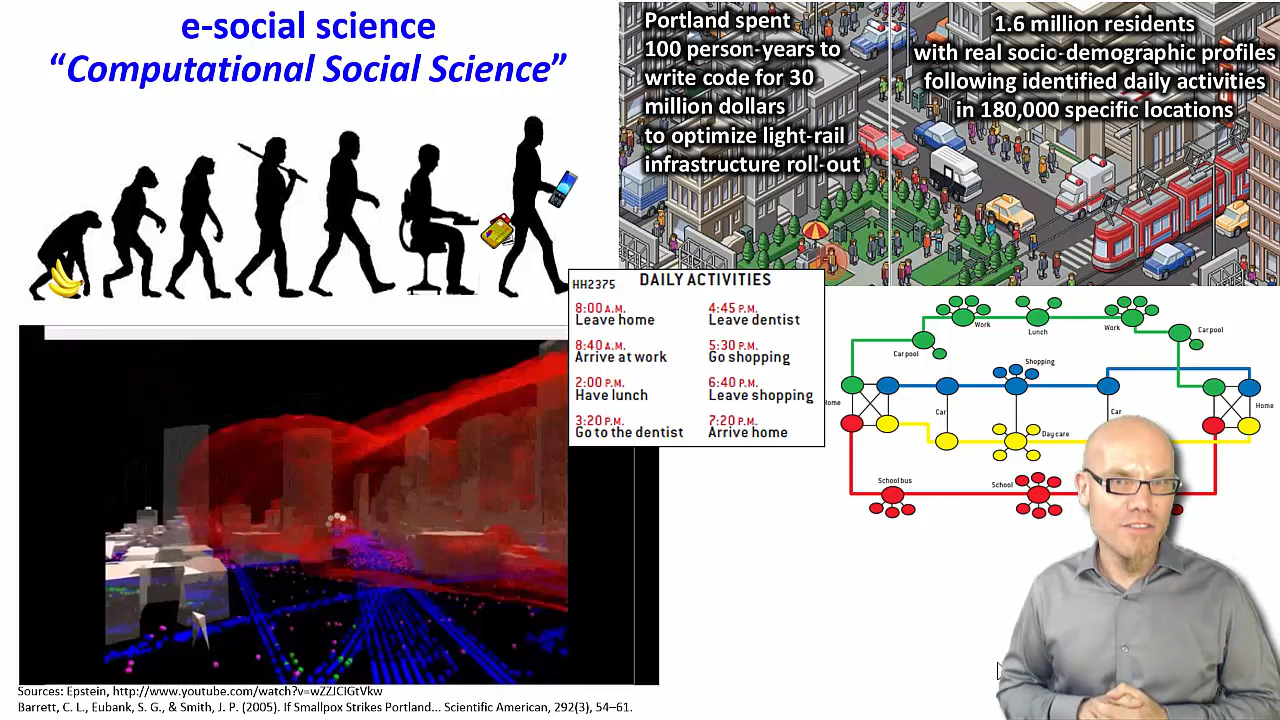 e-social science
“Computational Social Science”
Portland spent
100 person-years to
write code for 30
million dollars
to optimize light-rail
infrastructure roll-out
1.6 million residents
with real socio-demographic profiles
following identified daily activities
in 180,000 specific locations
HH2375 DAILY ACTIVITIES
8:00 A.M.
Leave home
8:40 A.M.
Arrive at work
2:00 P.M.
Have lunch
3:20 P.M.
Go to the dentist
4:45 P.M.
Leave dentist
5:30 P.M.
Go shopping
6:40 P.M.
Leave shopping
7:20 P.M.
Arrive home
Work
Lunch
Work
Car pool
Car pool
Shopping
Home
Home
Car
Car
Day care
School bus
School
Sources: Epstein, http://www.youtube.com/watch?v=wZZJClGtVkw
Barrett, C. L., Eubank, S. G., & Smith, J. P. (2005). If Smallpox Strikes Portland... Scientific American, 292(3), 54–61.